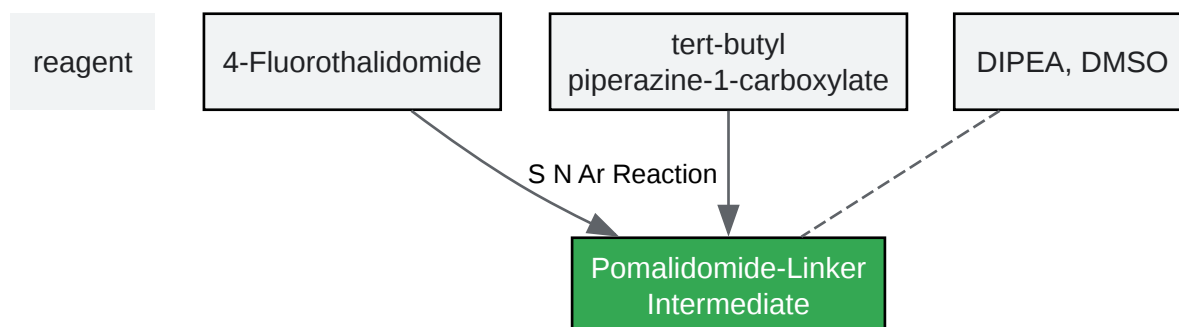 reagent
4-Fluorothalidomide
tert-butyl
piperazine-1-carboxylate
DIPEA, DMSO
S N Ar Reaction
Pomalidomide-Linker
Intermediate